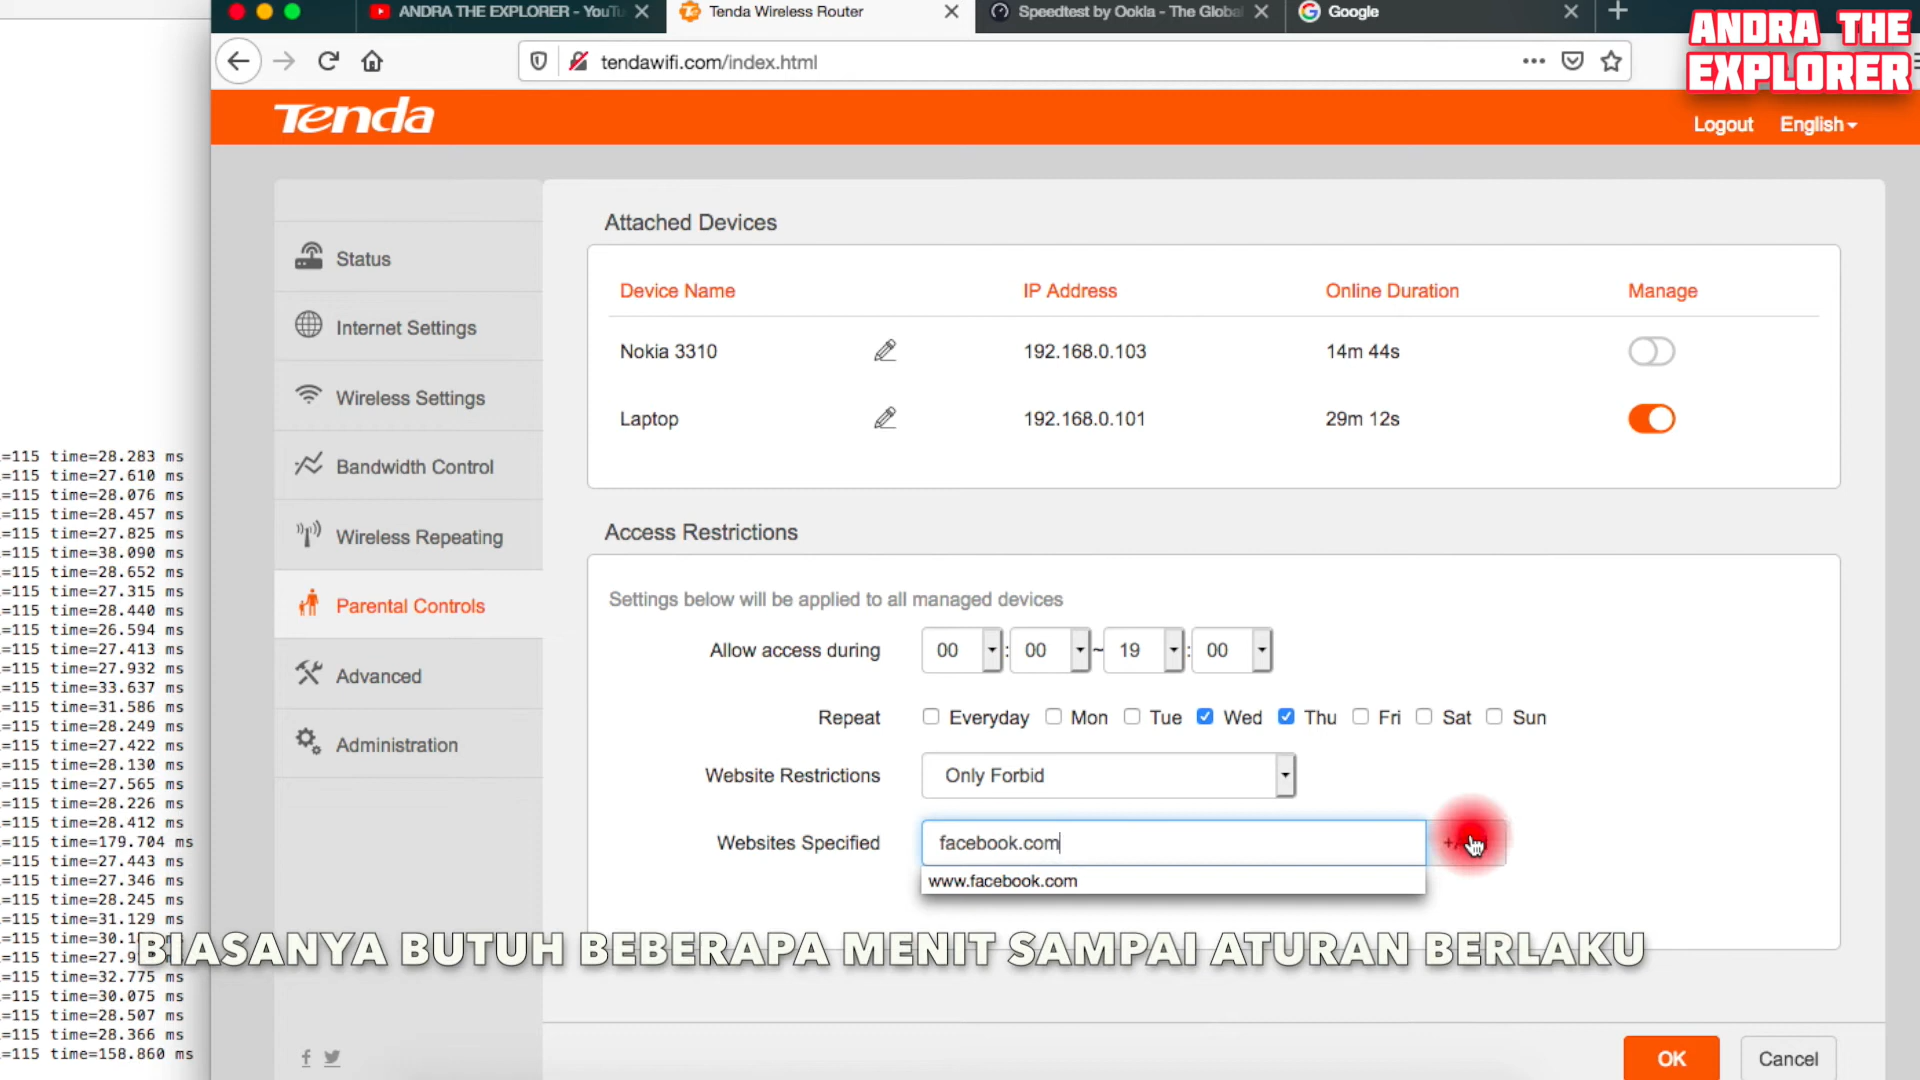 ANDRA THE EXPLORER - YouTu
Tenda Wireless Router
Speedtest by Ookla - The Global
Google
ANDRA THE
EXPLORER
tendawifi.com/index.html
Tenda
Logout
English
Status
Internet Settings
Wireless Settings
Bandwidth Control
Wireless Repeating
Parental Controls
Advanced
Administration
Attached Devices
Device Name IP Address Online Duration Manage
Nokia 3310 192.168.0.103 14m 44s
Laptop 192.168.0.101 29m 12s
Access Restrictions
Settings below will be applied to all managed devices
Allow access during 00 : 00 ~ 19 : 00
Repeat Everyday Mon Tue Wed Thu Fri Sat Sun
Website Restrictions Only Forbid
Websites Specified facebook.com
www.facebook.com
OK Cancel
=115 time=28.283 ms
=115 time=27.610 ms
=115 time=28.076 ms
=115 time=28.457 ms
=115 time=27.825 ms
=115 time=38.090 ms
=115 time=28.652 ms
=115 time=27.315 ms
=115 time=28.440 ms
=115 time=26.594 ms
=115 time=27.413 ms
=115 time=27.932 ms
=115 time=33.637 ms
=115 time=31.586 ms
=115 time=28.249 ms
=115 time=27.422 ms
=115 time=28.130 ms
=115 time=27.565 ms
=115 time=28.226 ms
=115 time=28.412 ms
=115 time=179.704 ms
=115 time=27.443 ms
=115 time=27.346 ms
=115 time=28.245 ms
=115 time=31.129 ms
=115
=115
=115 time=32.775 ms
=115 time=30.075 ms
=115 time=28.507 ms
=115 time=28.366 ms
=115 time=158.860 ms
BIASANYA BUTUH BEBERAPA MENIT SAMPAI ATURAN BERLAKU